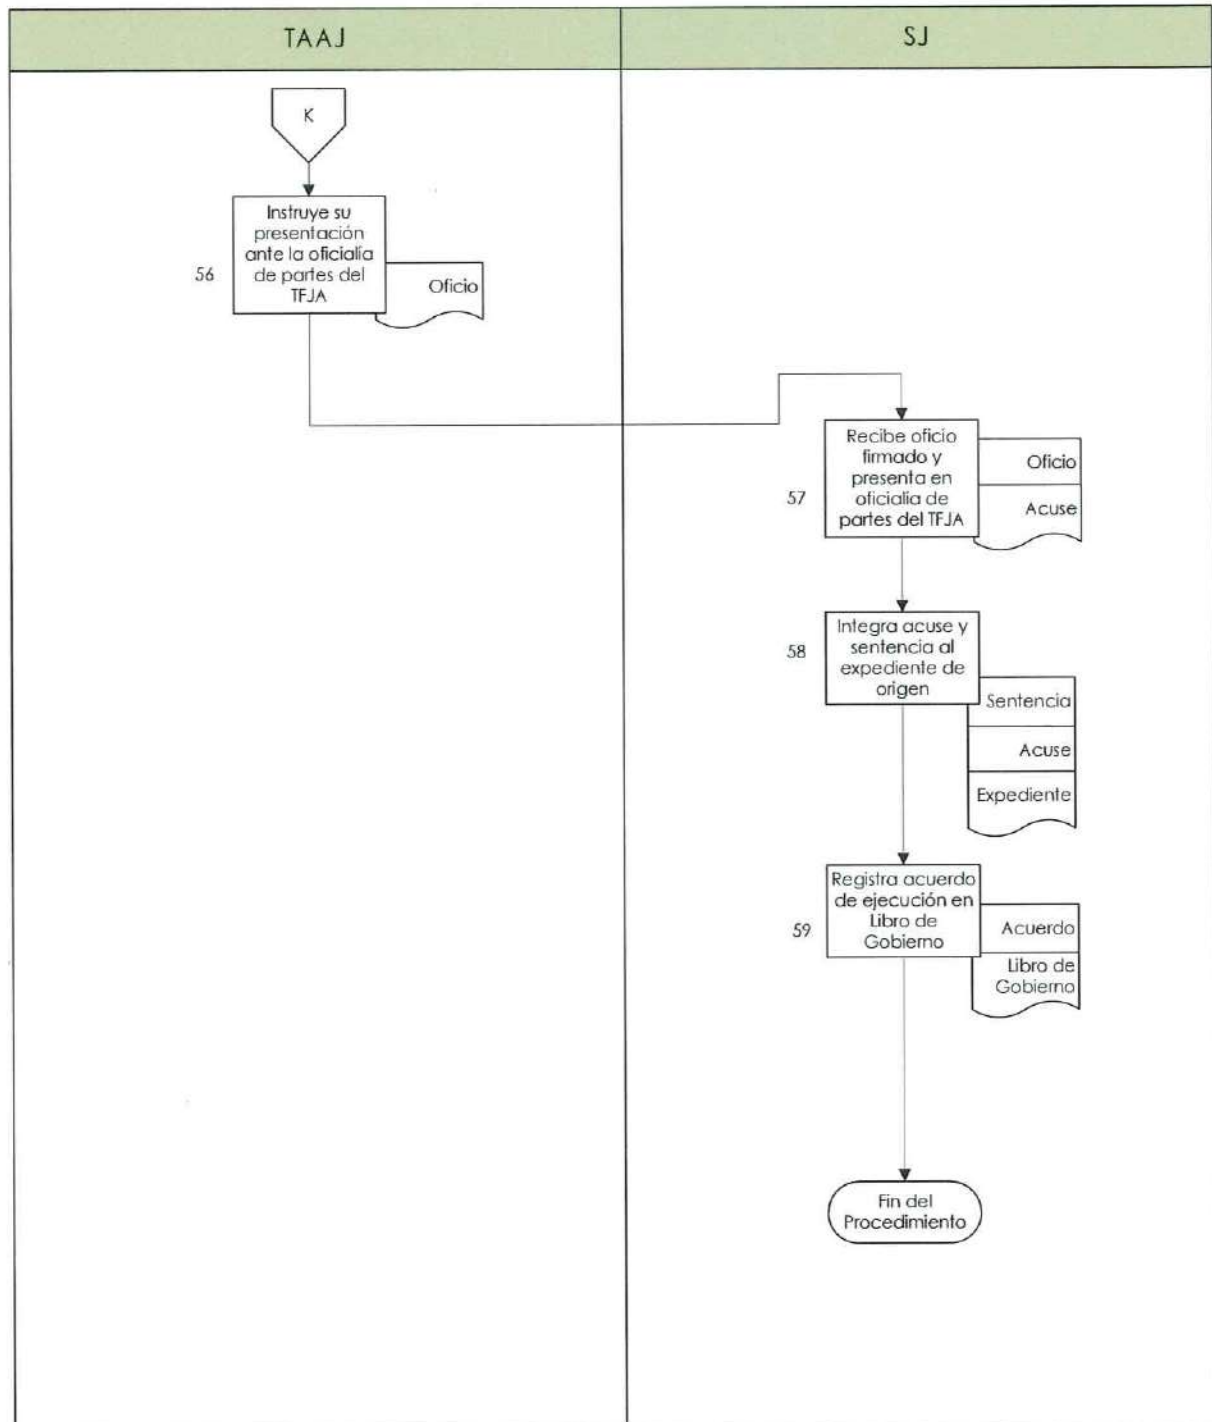 TAAJ
SJ
K
Instruye su
presentación
ante la oficialía
de partes del
TFJA
56
Oficio
Recibe oficio
firmado y
presenta en
oficialía de
partes del TFJA
57
Oficio
Acuse
Integra acuse y
sentencia al
expediente de
origen
58
Sentencia
Acuse
Expediente
Registra acuerdo
de ejecución en
Libro de
Gobierno
59
Acuerdo
Libro de
Gobierno
Fin del
Procedimiento